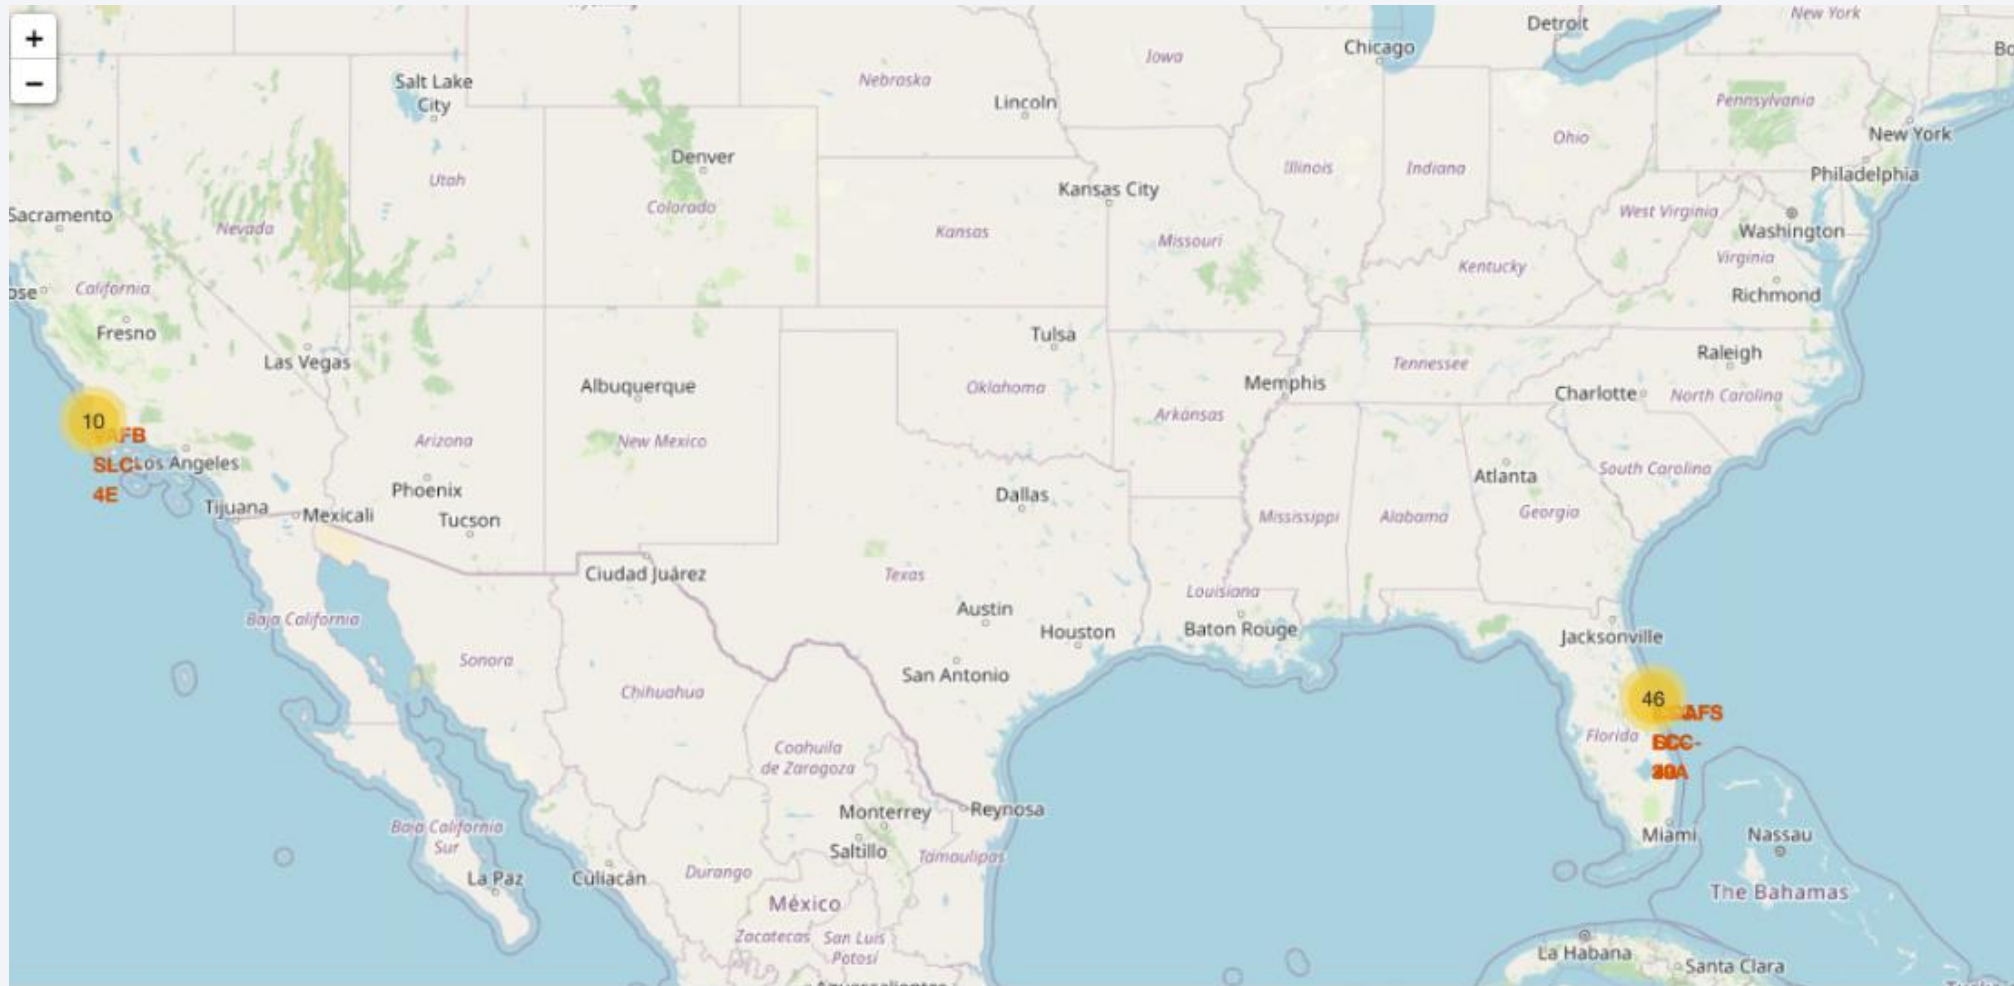 +
−
Salt Lake
City
Nebraska
Iowa
Chicago
Detroit
New York
Lincoln
Pennsylvania
New York
Denver
Utah
Ohio
Illinois
Indiana
Philadelphia
Kansas City
Sacramento
Nevada
Colorado
Kansas
Missouri
West Virginia
Washington
Virginia
Kentucky
Richmond
California
Fresno
Las Vegas
Tulsa
Raleigh
Tennessee
Albuquerque
Oklahoma
Memphis
Charlotte
North Carolina
Arkansas
10
Arizona
New Mexico
SLC-
Los Angeles
4E
Phoenix
Dallas
Atlanta
South Carolina
Tijuana
Mexicali
Tucson
Mississippi
Alabama
Georgia
Ciudad Juárez
Texas
Louisiana
Baja California
Austin
Houston
Baton Rouge
Jacksonville
Sonora
San Antonio
Chihuahua
46
Florida
Coahuila
de Zaragoza
Monterrey
Reynosa
Baja California
Sur
Saltillo
Tamaulipas
Miami
Nassau
La Paz
Culiacán
Durango
México
The Bahamas
Zacatecas
San Luis
Potosí
La Habana
Santa Clara